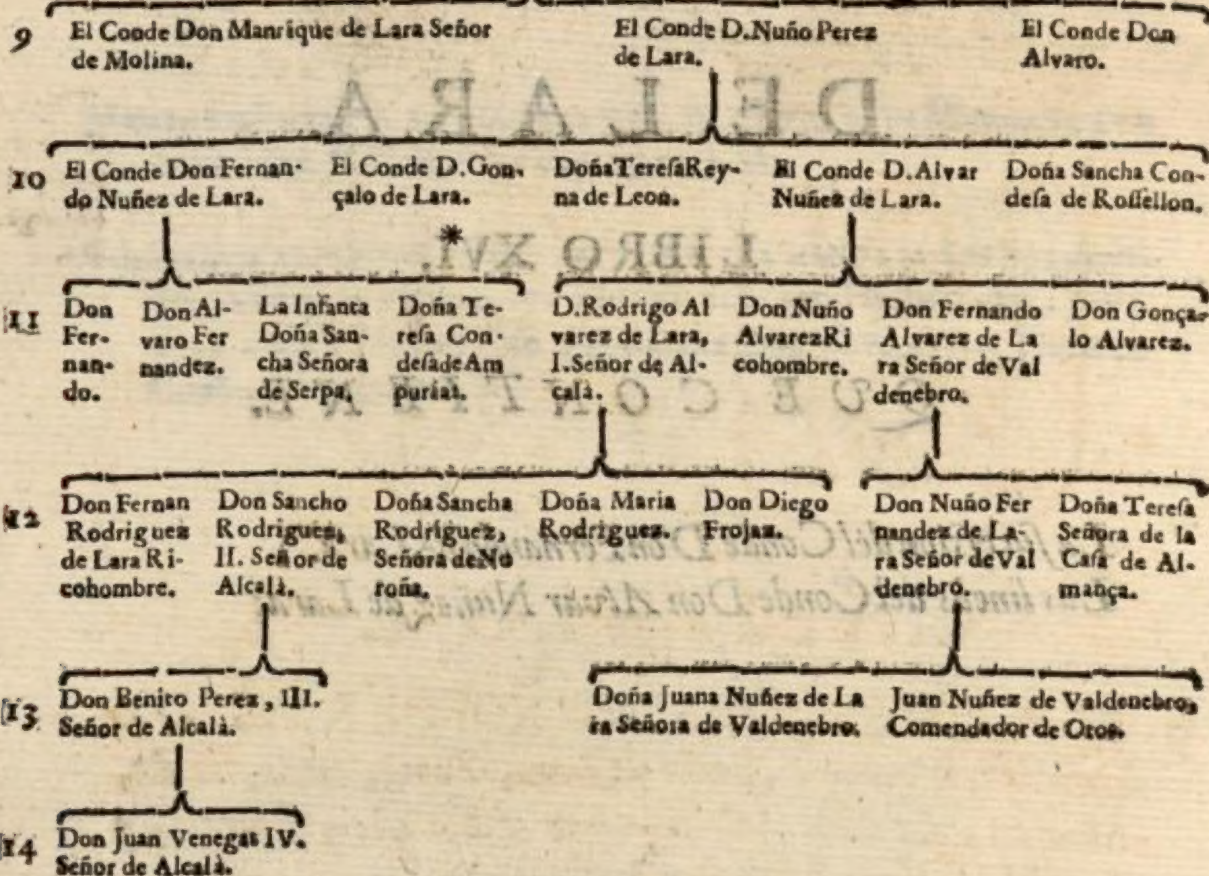 9
El Conde Don Manrique de Lara Señor
de Molina.
El Conde D.Nuño Perez
de Lara.
El Conde Don
Alvaro.
10
El Conde Don Fernan-
do Nuñez de Lara.
El Conde D.Gon-
çalo de Lara.
*
Doña Teresa Rey-
na de Leon.
El Conde D.Alvar
Nuñez de Lara.
Doña Sancha Con-
desa de Rossellon.
11
Don
Fer-
nan-
do.
Don Al-
varo Fer
nandez.
La Infanta
Doña San-
cha Señora
de Serpa.
Doña Te-
resa Con-
desa de Am
purias.
D.Rodrigo Al
varez de Lara,
I.Señor de Al-
calà.
Don Nuño
Alvarez Ri
cohombre.
Don Fernando
Alvarez de La
ra Señor de Val
denebro.
Don Gonça-
lo Alvarez.
12
Don Fernan
Rodriguez
de Lara Ri-
cohombre.
Don Sancho
Rodriguez,
II. Señor de
Alcalà.
Doña Sancha
Rodriguez,
Señora de No
roña.
Doña Maria
Rodriguez.
Don Diego
Frojaz.
Don Nuño Fer
nandez de La-
ra Señor de Val
denebro.
Doña Teresa
Señora de la
Casa de Al-
mança.
13
Don Benito Perez, III.
Señor de Alcalà.
Doña Juana Nuñez de La
ra Señora de Valdenebro.
Juan Nuñez de Valdenebro,
Comendador de Oros.
14
Don Juan Venegas IV.
Señor de Alcalà.
DE LARA.
LIBRO XVI.
QUE CONTIENE